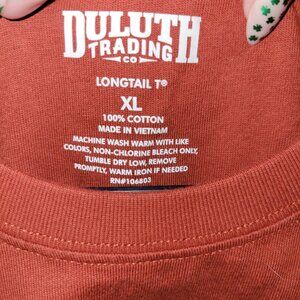 DULUTH
TRADING
CO
LONGTAIL T®
XL
100% COTTON
MADE IN VIETNAM
MACHINE WASH WARM WITH LIKE
COLORS, NON-CHLORINE BLEACH ONLY,
TUMBLE DRY LOW, REMOVE
PROMPTLY, WARM IRON IF NEEDED
RN#106803